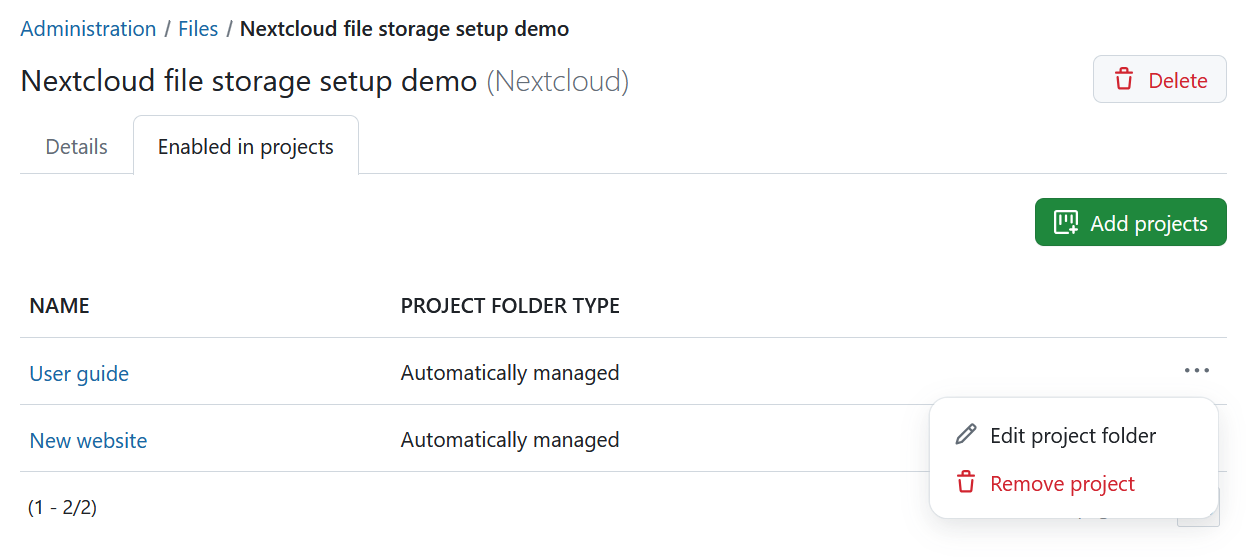 Administration / Files / Nextcloud file storage setup demo
Nextcloud file storage setup demo (Nextcloud)
Delete
Details
Enabled in projects
Add projects
NAME PROJECT FOLDER TYPE
User guide Automatically managed
New website Automatically managed
Edit project folder
Remove project
(1 - 2/2)